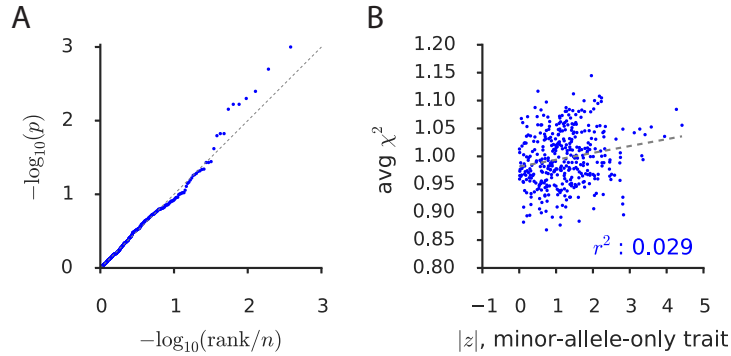 A
−log₁₀(p)
3
2
1
0
0 1 2 3
−log₁₀(rank/n)
B
avg χ²
1.20
1.15
1.10
1.05
1.00
0.95
0.90
0.85
0.80
r² : 0.029
−1 0 1 2 3 4 5
|z|, minor-allele-only trait